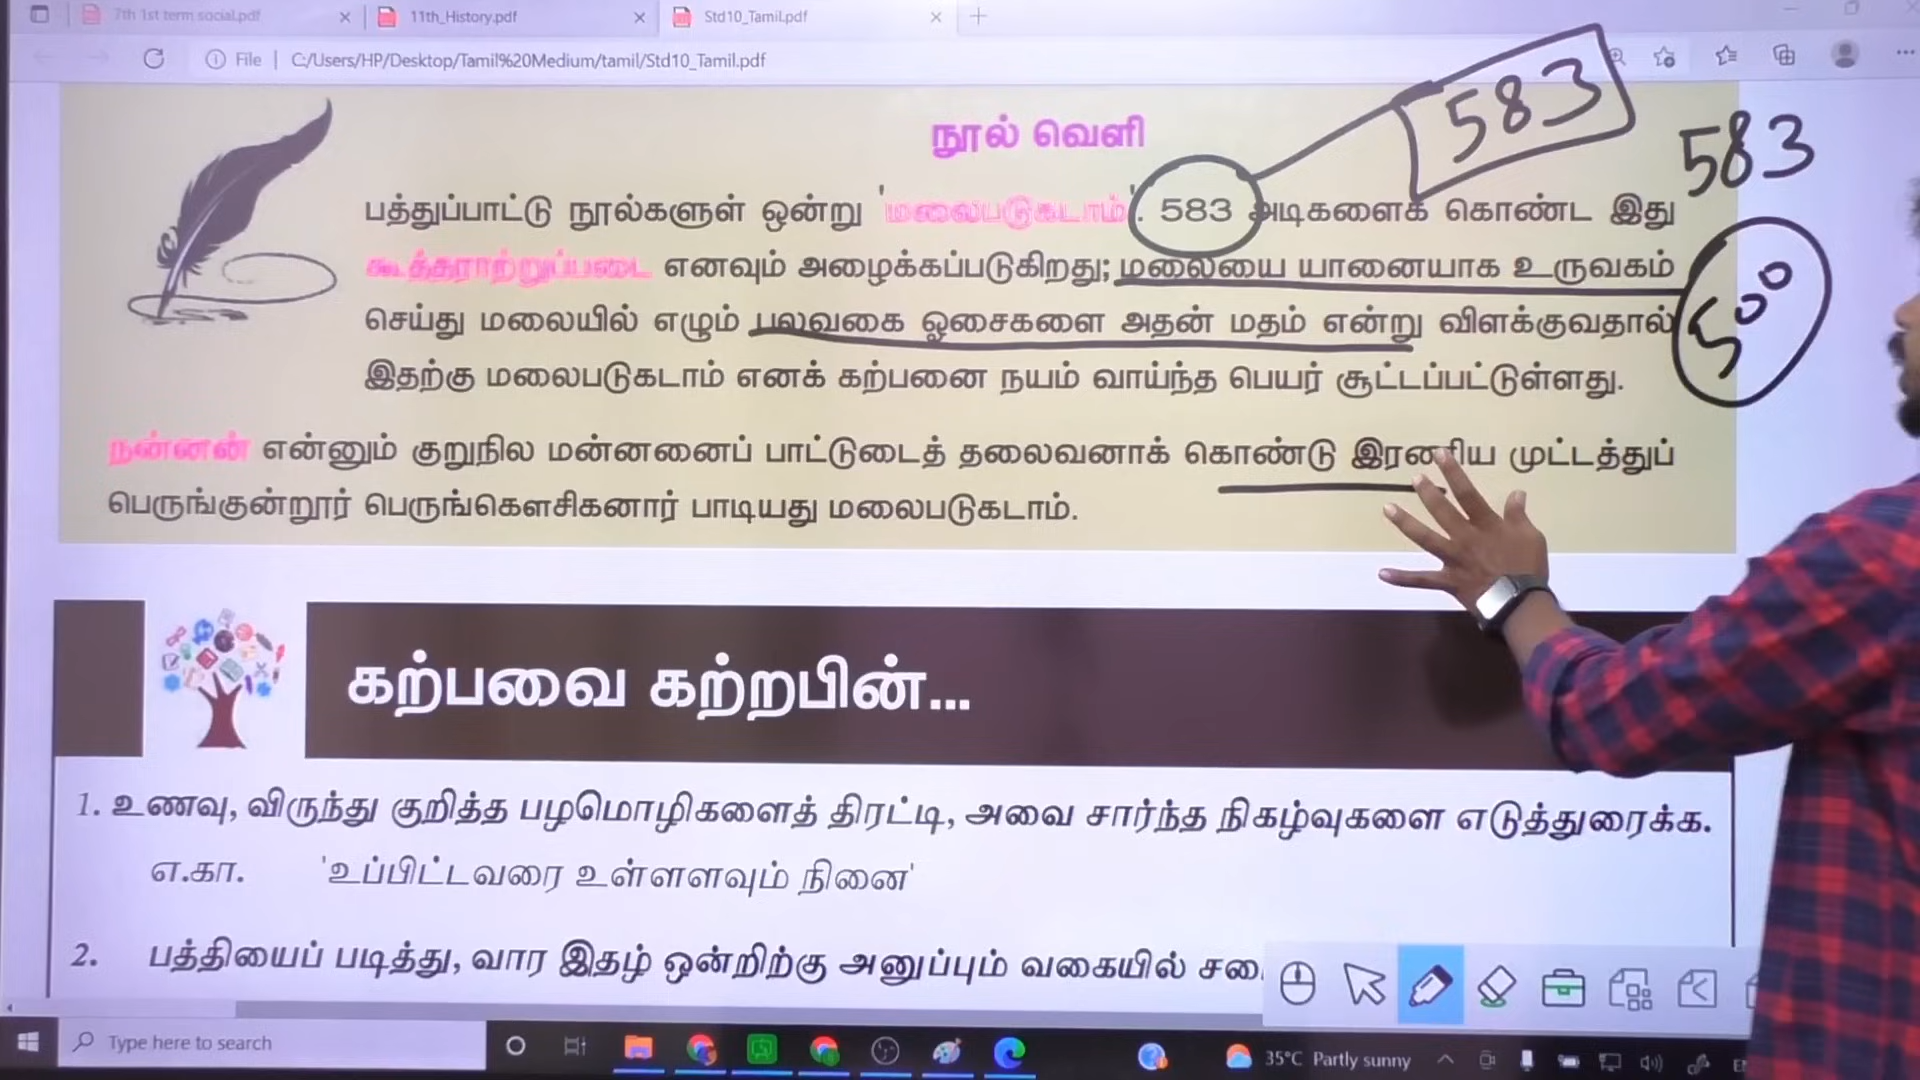 7th 1st term social.pdf
11th_History.pdf
Std10_Tamil.pdf
File
C:/Users/HP/Desktop/Tamil%20Medium/tamil/Std10_Tamil.pdf
583
583
நூல் வெளி
பத்துப்பாட்டு நூல்களுள் ஒன்று 'மலைபடுகடாம்'. 583 அடிகளைக் கொண்ட இது
கூத்தராற்றுப்படை எனவும் அழைக்கப்படுகிறது; மலையை யானையாக உருவகம்
500
செய்து மலையில் எழும் பலவகை ஓசைகளை அதன் மதம் என்று விளக்குவதால்
இதற்கு மலைபடுகடாம் எனக் கற்பனை நயம் வாய்ந்த பெயர் சூட்டப்பட்டுள்ளது.
நன்னன் என்னும் குறுநில மன்னனைப் பாட்டுடைத் தலைவனாக் கொண்டு இரணிய முட்டத்துப்
பெருங்குன்றூர் பெருங்கௌசிகனார் பாடியது மலைபடுகடாம்.
கற்பவை கற்றபின்...
1. உணவு, விருந்து குறித்த பழமொழிகளைத் திரட்டி, அவை சார்ந்த நிகழ்வுகளை எடுத்துரைக்க.
எ.கா. 'உப்பிட்டவரை உள்ளளவும் நினை'
2. பத்தியைப் படித்து, வார இதழ் ஒன்றிற்கு அனுப்பும் வகையில்
Type here to search
35°C Partly sunny